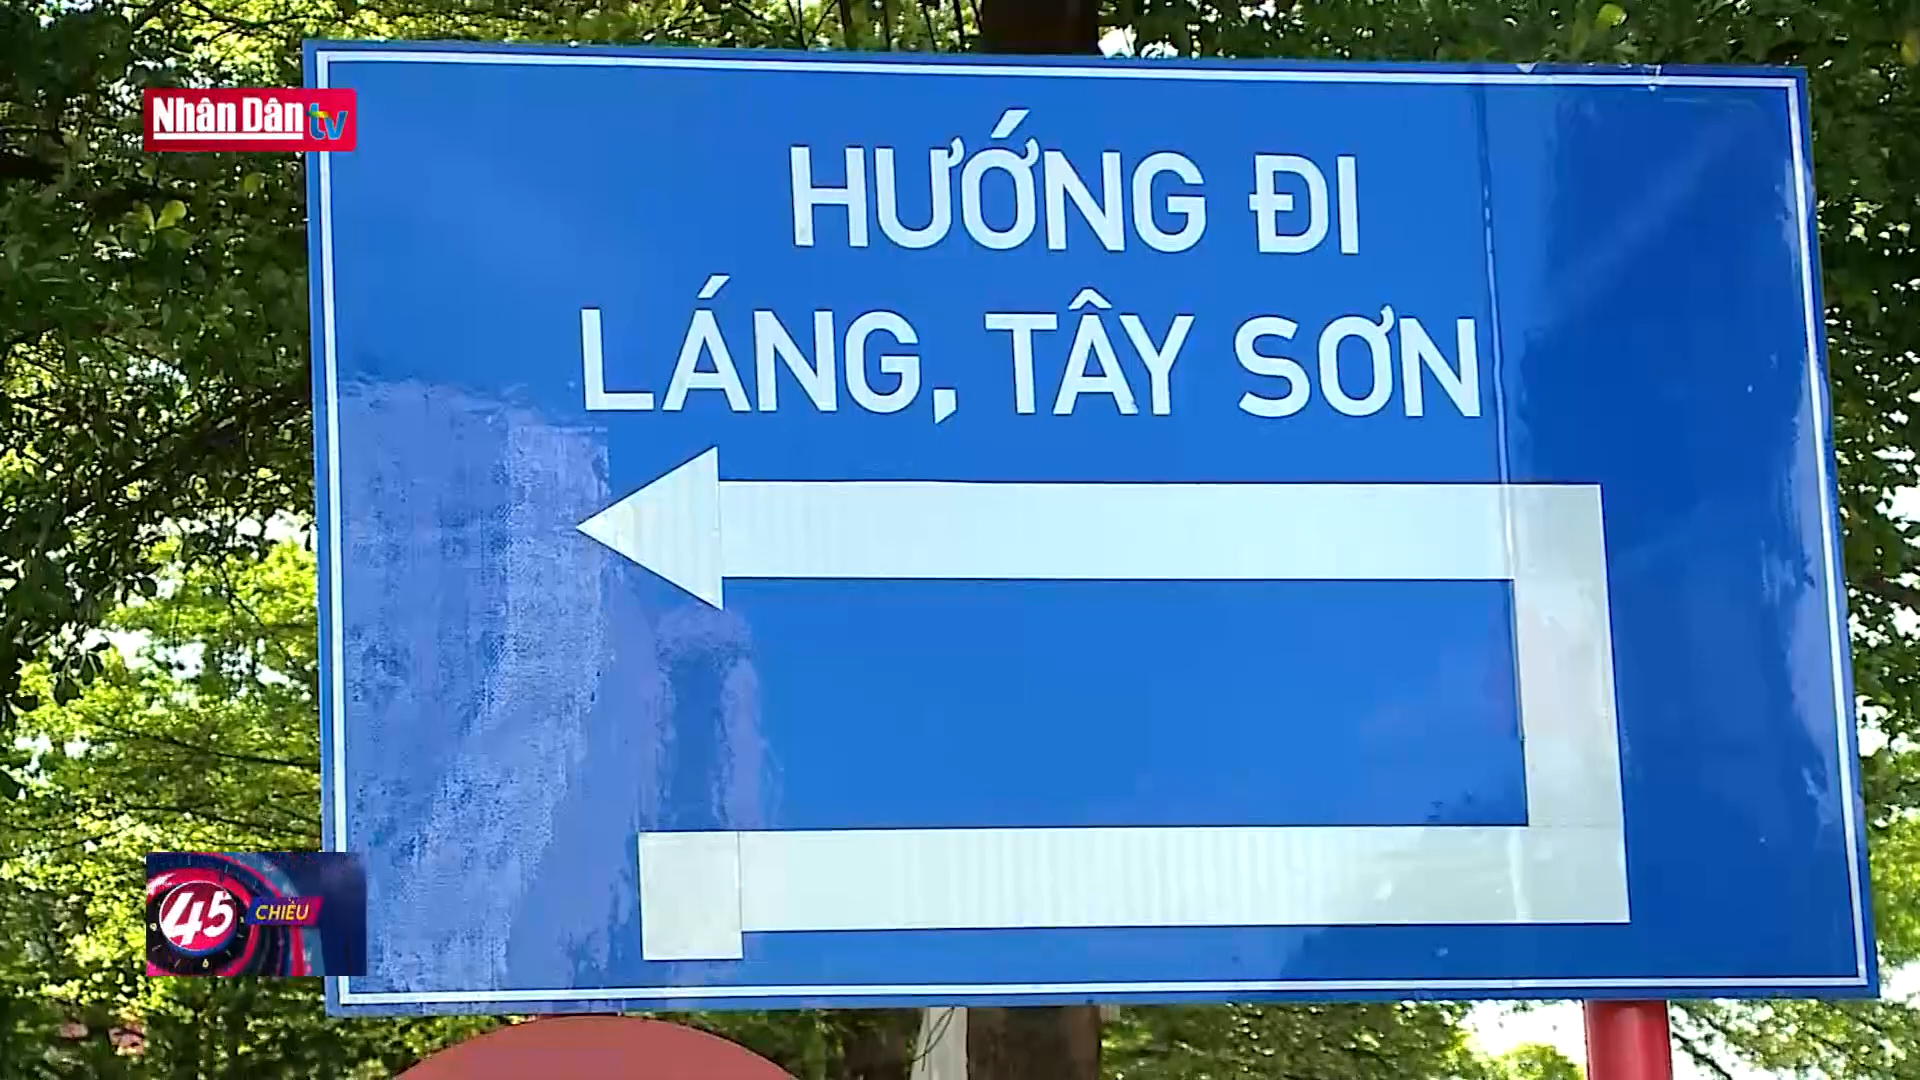 Nhân Dân tv
HƯỚNG ĐI
LÁNG, TÂY SƠN
45 CHIỀU